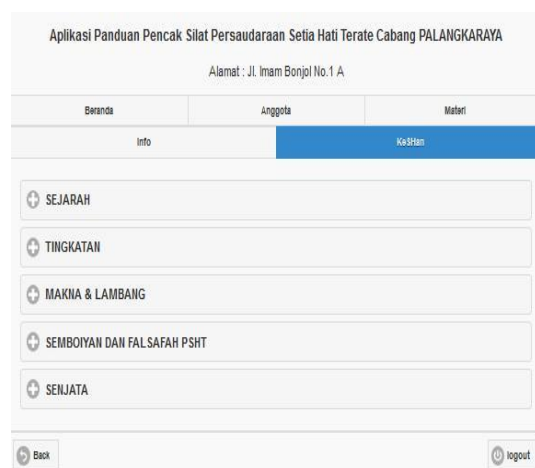 Aplikasi Panduan Pencak Silat Persaudaraan Setia Hati Terate Cabang PALANGKARAYA
Alamat : Jl. Imam Bonjol No.1 A
Beranda Anggota Materi
Info KeSHan
SEJARAH
TINGKATAN
MAKNA & LAMBANG
SEMBOIYAN DAN FALSAFAH PSHT
SENJATA
Back logout